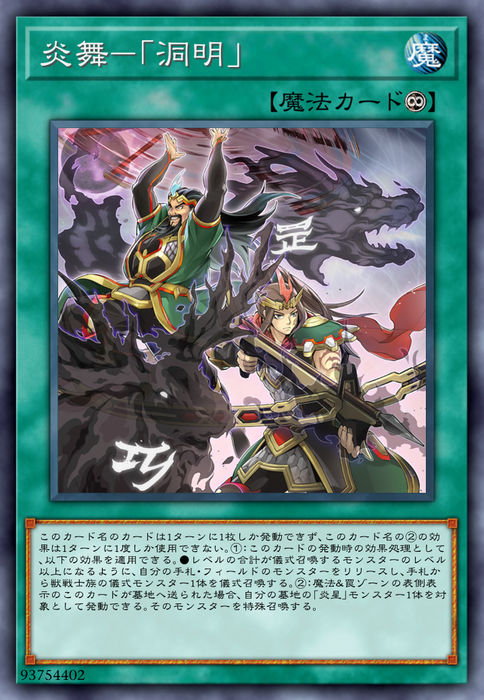 炎舞－「洞明」
魔
【魔法カード】
このカード名のカードは1ターンに1枚しか発動できず、このカード名の②の効
果は1ターンに1度しか使用できない。①：このカードの発動時の効果処理として、
以下の効果を適用できる。●レベルの合計が儀式召喚するモンスターのレベル
以上になるように、自分の手札・フィールドのモンスターをリリースし、手札か
ら獣戦士族の儀式モンスター1体を儀式召喚する。②：魔法&罠ゾーンの表側表
示のこのカードが墓地へ送られた場合、自分の墓地の「炎星」モンスター1体を対
象として発動できる。そのモンスターを特殊召喚する。
93754402